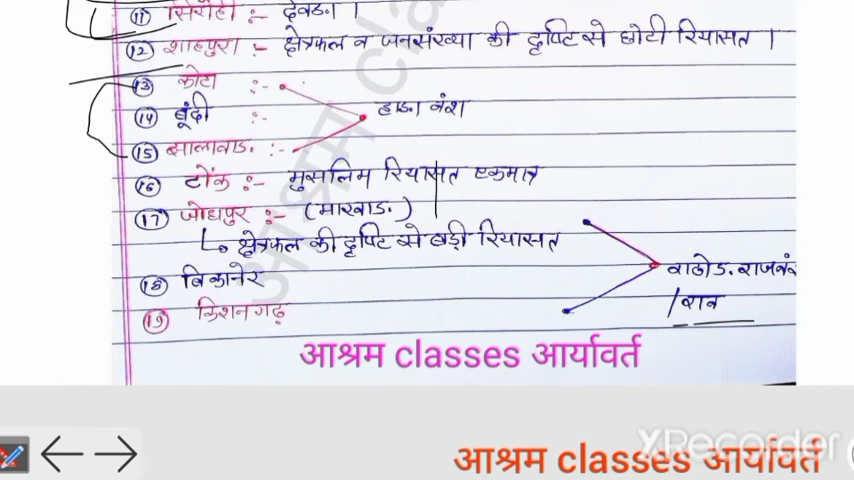 (11) सिरोही :- देवड़ा ।
(12) शाहपुरा :- क्षेत्रफल व जनसंख्या की दृष्टि से छोटी रियासत ।
(13) कोटा :-
(14) बूंदी :- हाडा वंश
(15) झालावाड. :-
(16) टोंक :- मुसलिम रियासत एकमात्र
(17) जोधपुर :- (मारवाड.)
क्षेत्रफल की दृष्टि से बड़ी रियासत
(18) बिकानेर
(19) किशनगढ़
आश्रम classes आर्यावर्त
XRecorder
आश्रम classes आर्यावर्त